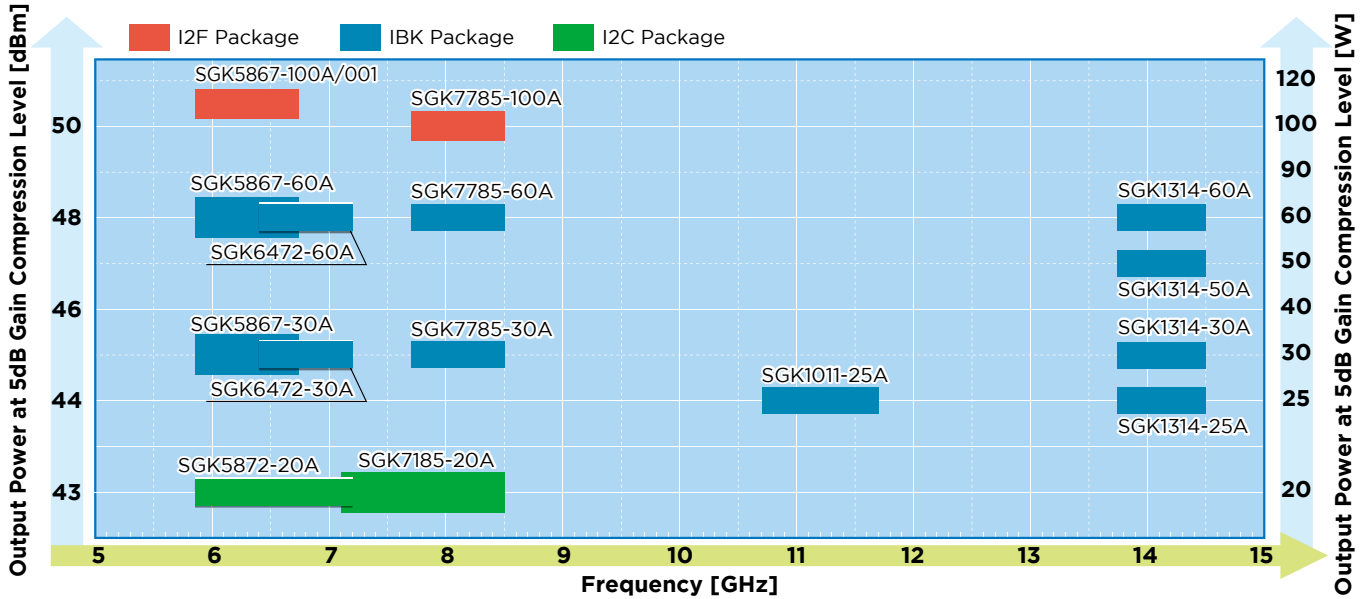 Output Power at 5dB Gain Compression Level [dBm]
I2F Package
IBK Package
I2C Package
Output Power at 5dB Gain Compression Level [W]
SGK5867-100A/001
120
SGK7785-100A
50
100
90
SGK5867-60A
SGK7785-60A
SGK1314-60A
48
60
SGK6472-60A
50
SGK1314-50A
46
40
SGK5867-30A
SGK7785-30A
SGK1314-30A
30
SGK6472-30A
SGK1011-25A
44
25
SGK1314-25A
SGK5872-20A
SGK7185-20A
43
20
5 6 7 8 9 10 11 12 13 14 15
Frequency [GHz]